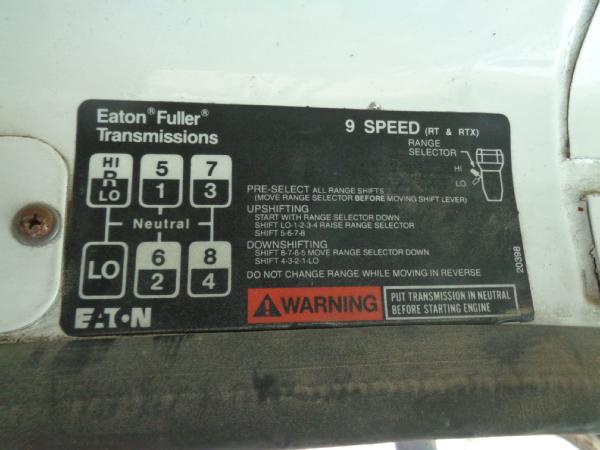 Eaton® Fuller®
Transmissions
9 SPEED (RT & RTX)
RANGE
SELECTOR
HI
LO
HI
R
LO
5
1
7
3
Neutral
LO
6
2
8
4
PRE-SELECT ALL RANGE SHIFTS
(MOVE RANGE SELECTOR BEFORE MOVING SHIFT LEVER)
UPSHIFTING
START WITH RANGE SELECTOR DOWN
SHIFT LO-1-2-3-4 RAISE RANGE SELECTOR
SHIFT 5-6-7-8
DOWNSHIFTING
SHIFT 8-7-6-5 MOVE RANGE SELECTOR DOWN
SHIFT 4-3-2-1-LO
DO NOT CHANGE RANGE WHILE MOVING IN REVERSE
20398
EATON
WARNING
PUT TRANSMISSION IN NEUTRAL
BEFORE STARTING ENGINE